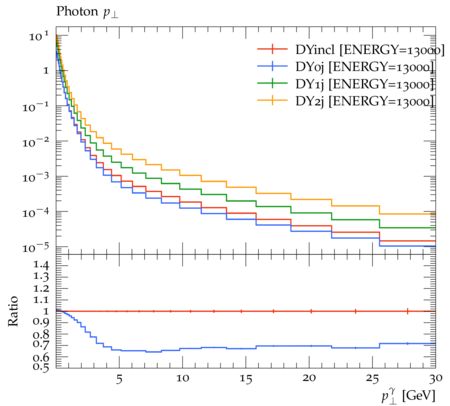 Photon p⊥
DYincl [ENERGY=13000]
DY0j [ENERGY=13000]
DY1j [ENERGY=13000]
DY2j [ENERGY=13000]
10 1
1
10−1
10−2
10−3
10−4
10−5
1.4
1.3
1.2
1.1
1
0.9
0.8
0.7
0.6
0.5
Ratio
5 10 15 20 25 30
p⊥^γ [GeV]